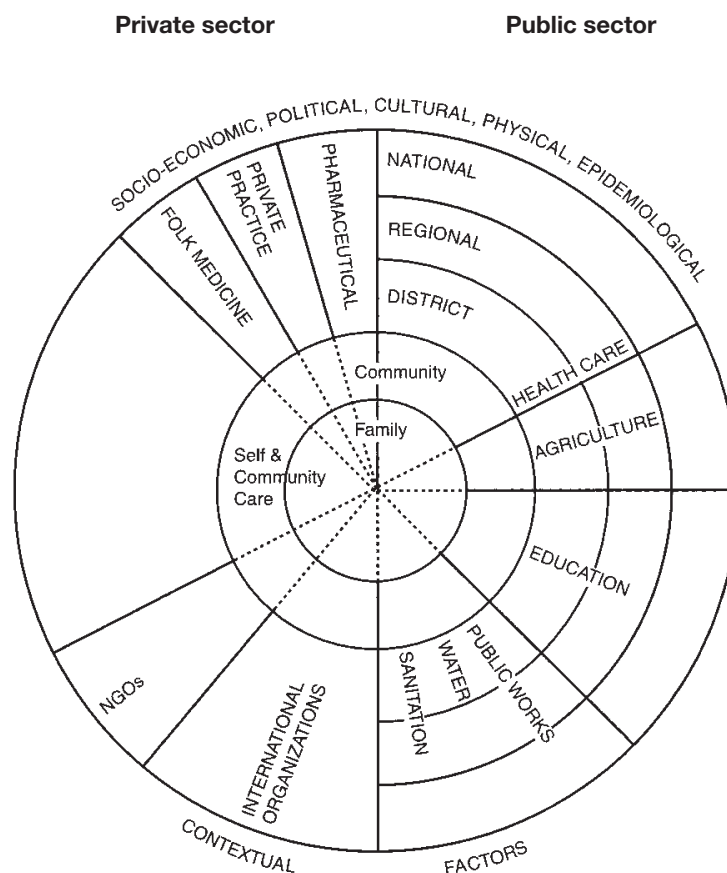 Private sector
Public sector
SOCIO-ECONOMIC, POLITICAL, CULTURAL, PHYSICAL, EPIDEMIOLOGICAL
FOLK MEDICINE
PRIVATE
PRACTICE
PHARMACEUTICAL
NATIONAL
REGIONAL
DISTRICT
HEALTH CARE
Community
Family
AGRICULTURE
Self &
Community
Care
EDUCATION
NGOs
INTERNATIONAL
ORGANIZATIONS
SANITATION
WATER
PUBLIC WORKS
CONTEXTUAL
FACTORS